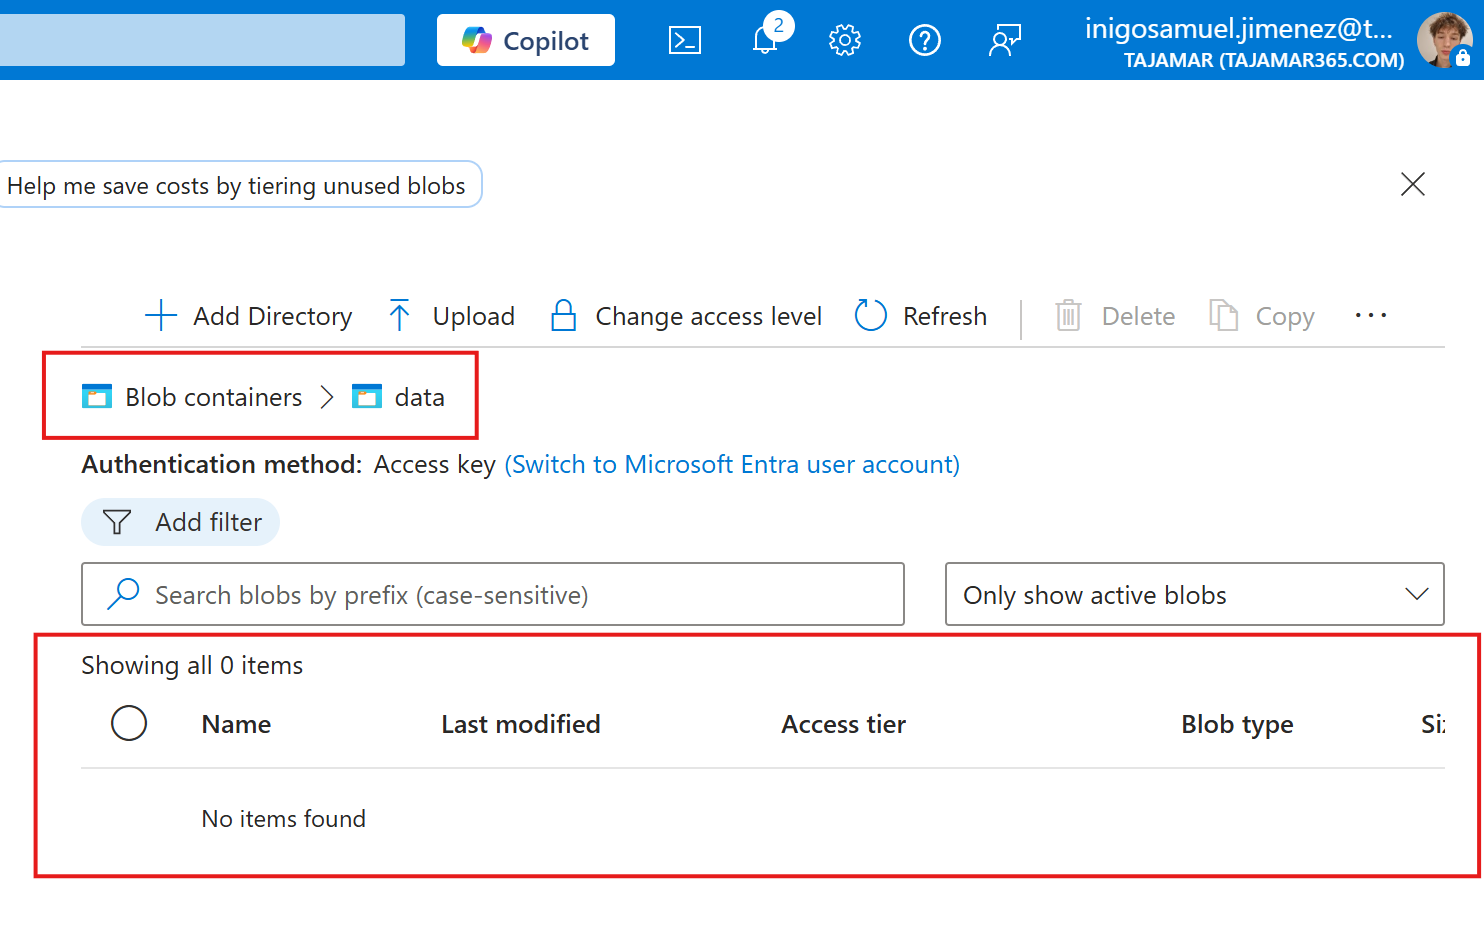 Copilot
2
inigosamuel.jimenez@t...
TAJAMAR (TAJAMAR365.COM)
Help me save costs by tiering unused blobs
Add Directory Upload Change access level Refresh Delete Copy ...
Blob containers > data
Authentication method: Access key (Switch to Microsoft Entra user account)
Add filter
Search blobs by prefix (case-sensitive) Only show active blobs
Showing all 0 items
Name Last modified Access tier Blob type
No items found